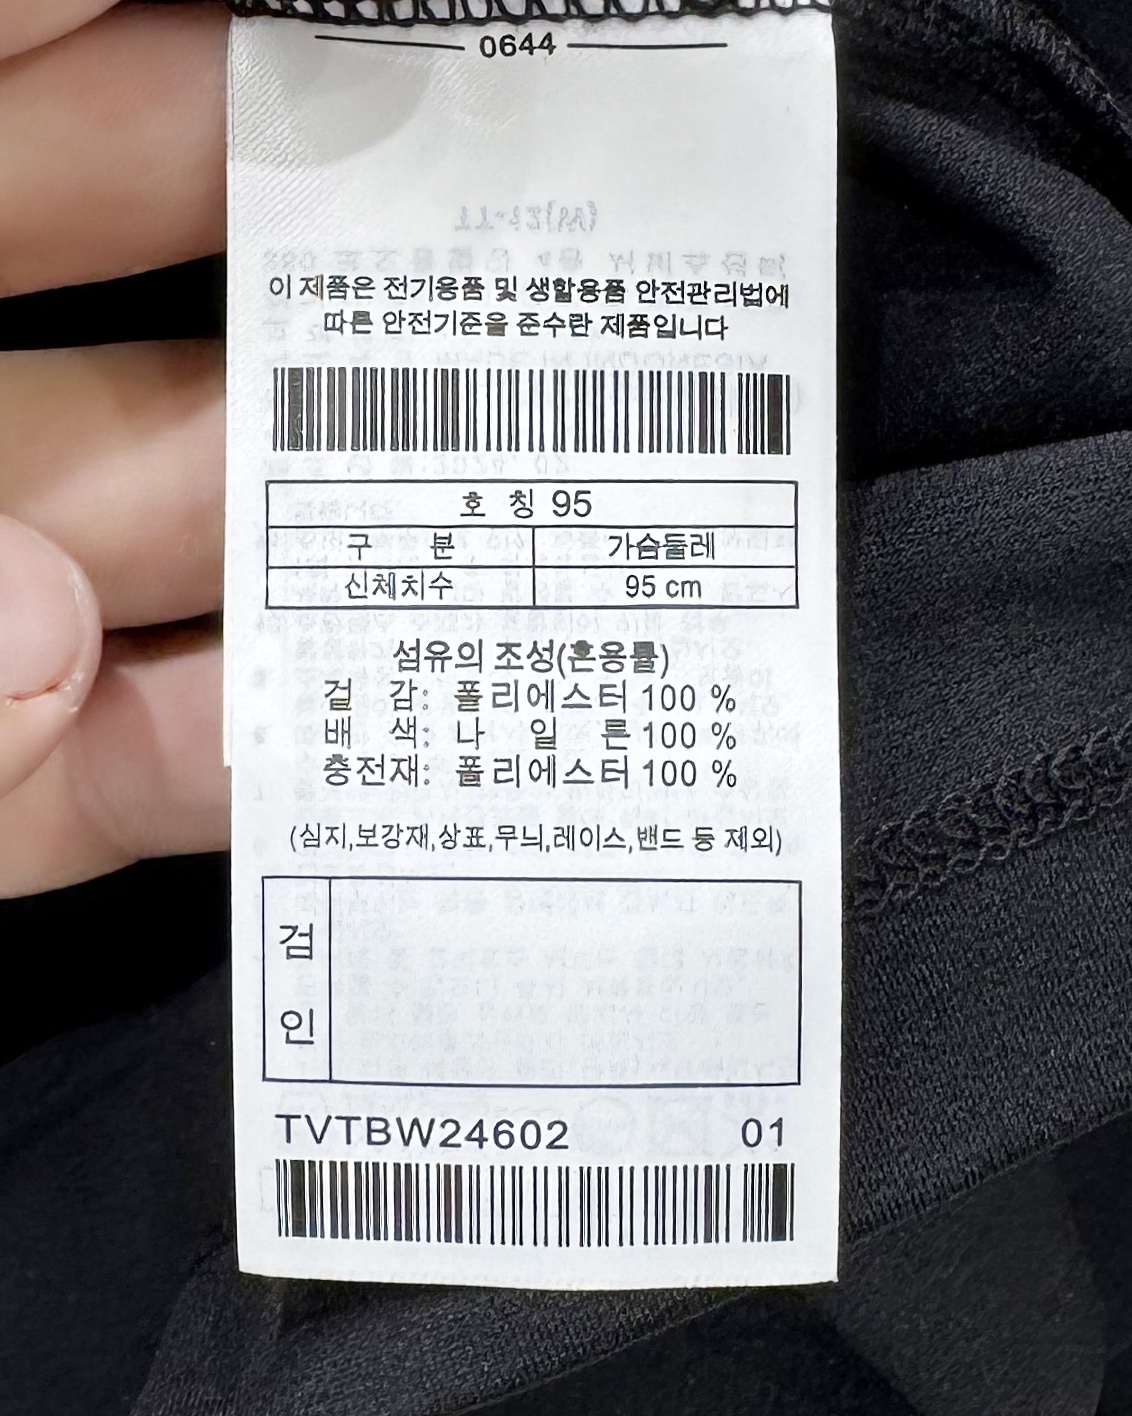 0644
이 제품은 전기용품 및 생활용품 안전관리법에
따른 안전기준을 준수한 제품입니다
호 칭 95
구 분 가슴둘레
신체치수 95 cm
섬유의 조성(혼용률)
겉 감: 폴리에스터 100 %
배 색: 나 일 론 100 %
충전재: 폴리에스터 100 %
(심지,보강재,상표,무늬,레이스,밴드 등 제외)
검
인
TVTBW24602 01